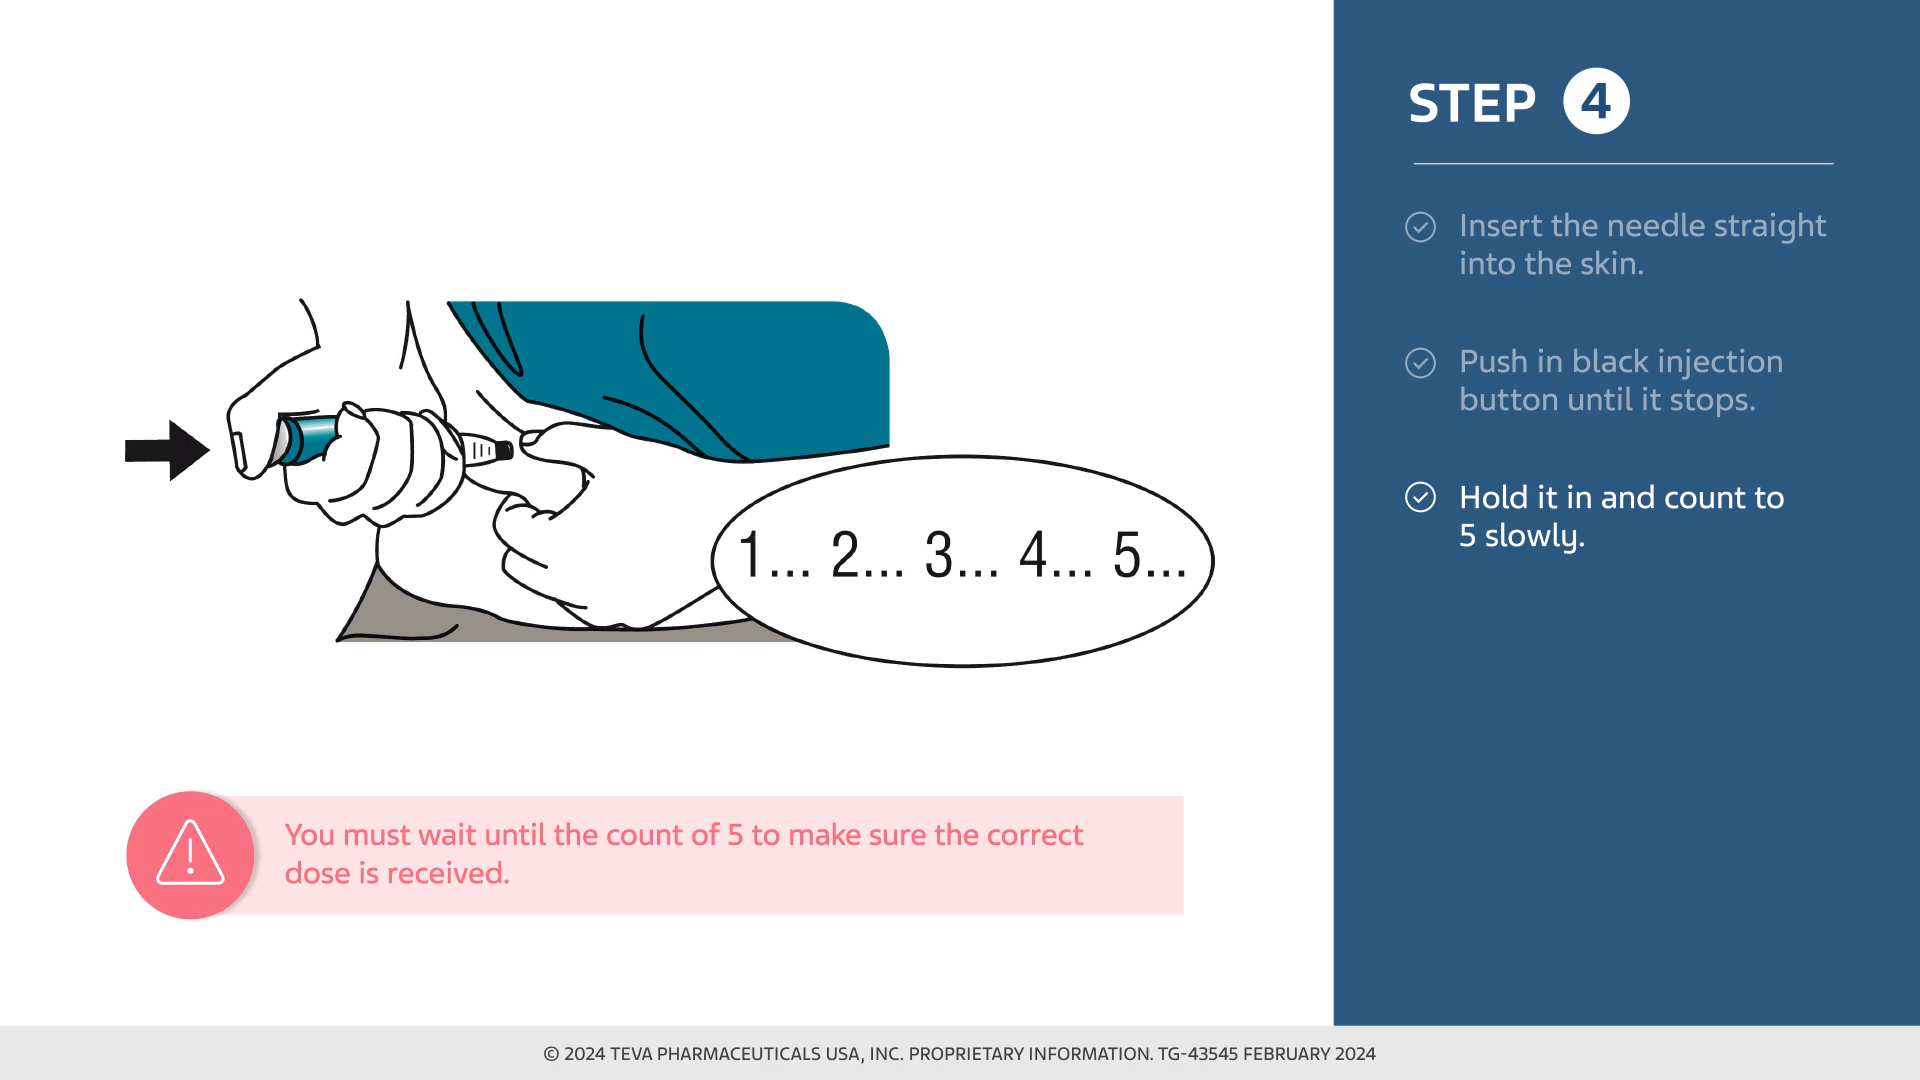 STEP 4
Insert the needle straight
into the skin.
Push in black injection
button until it stops.
Hold it in and count to
5 slowly.
1... 2... 3... 4... 5...
You must wait until the count of 5 to make sure the correct
dose is received.
© 2024 TEVA PHARMACEUTICALS USA, INC. PROPRIETARY INFORMATION. TG-43545 FEBRUARY 2024